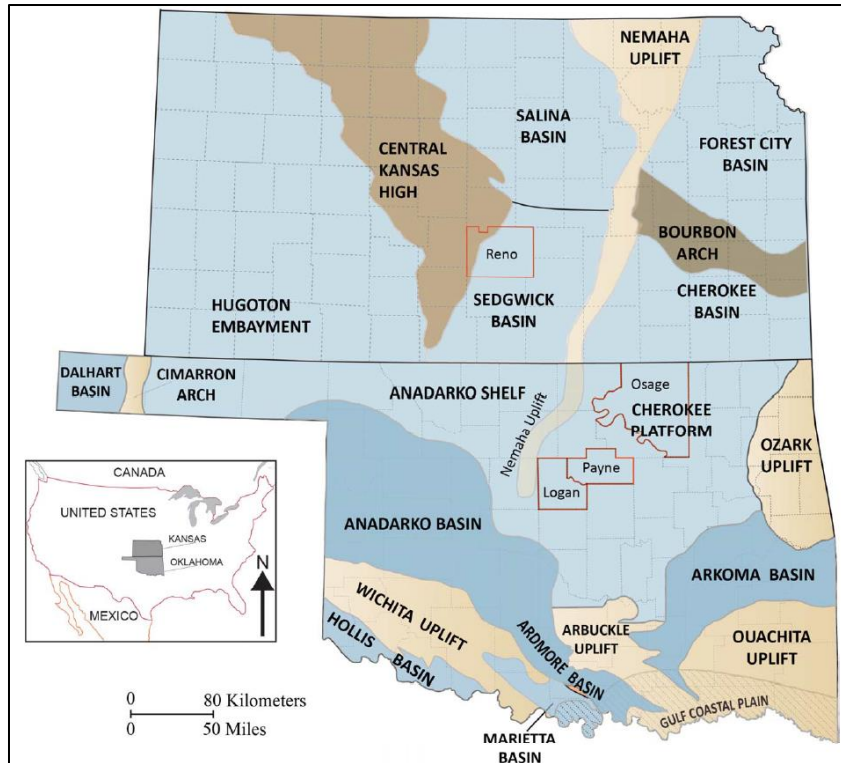 NEMAHA
UPLIFT
SALINA
BASIN
FOREST CITY
BASIN
CENTRAL
KANSAS
HIGH
BOURBON
ARCH
Reno
CHEROKEE
BASIN
HUGOTON
EMBAYMENT
SEDGWICK
BASIN
DALHART
BASIN
CIMARRON
ARCH
ANADARKO SHELF
Nemaha Uplift
Osage
CHEROKEE
PLATFORM
OZARK
UPLIFT
Payne
Logan
CANADA
UNITED STATES
KANSAS
OKLAHOMA
MEXICO
N
ANADARKO BASIN
ARKOMA BASIN
WICHITA UPLIFT
HOLLIS BASIN
ARDMORE BASIN
ARBUCKLE
UPLIFT
OUACHITA
UPLIFT
GULF COASTAL PLAIN
MARIETTA
BASIN
0 80 Kilometers
0 50 Miles